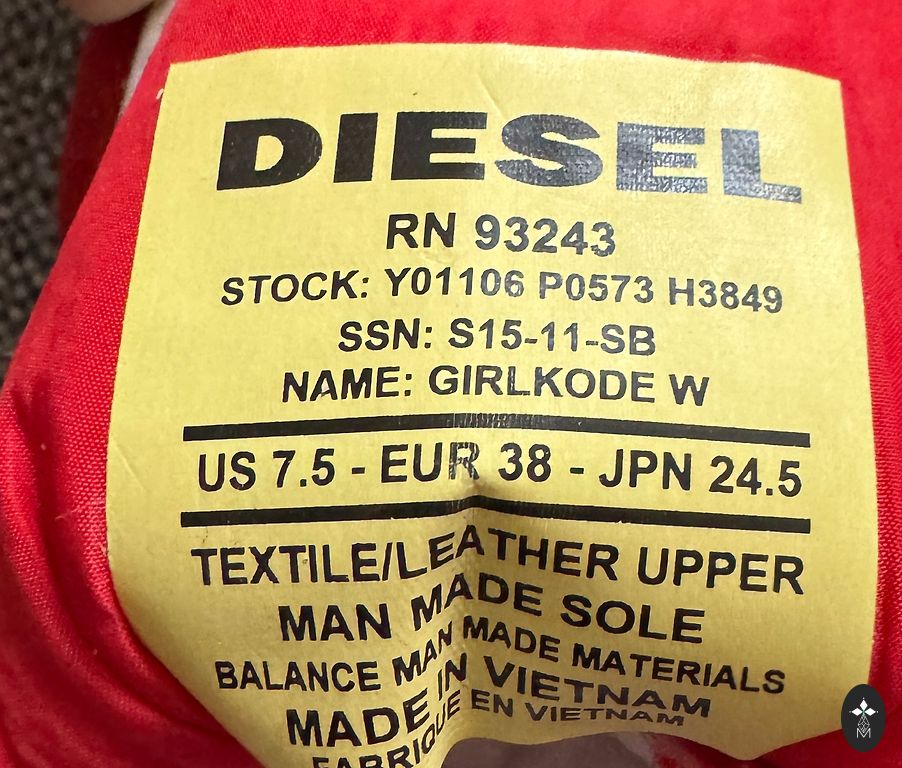 DIESEL
RN 93243
STOCK: Y01106 P0573 H3849
SSN: S15-11-SB
NAME: GIRLKODE W
US 7.5 - EUR 38 - JPN 24.5
TEXTILE/LEATHER UPPER
MAN MADE SOLE
BALANCE MAN MADE MATERIALS
MADE IN VIETNAM
FABRIQUE EN VIETNAM
M